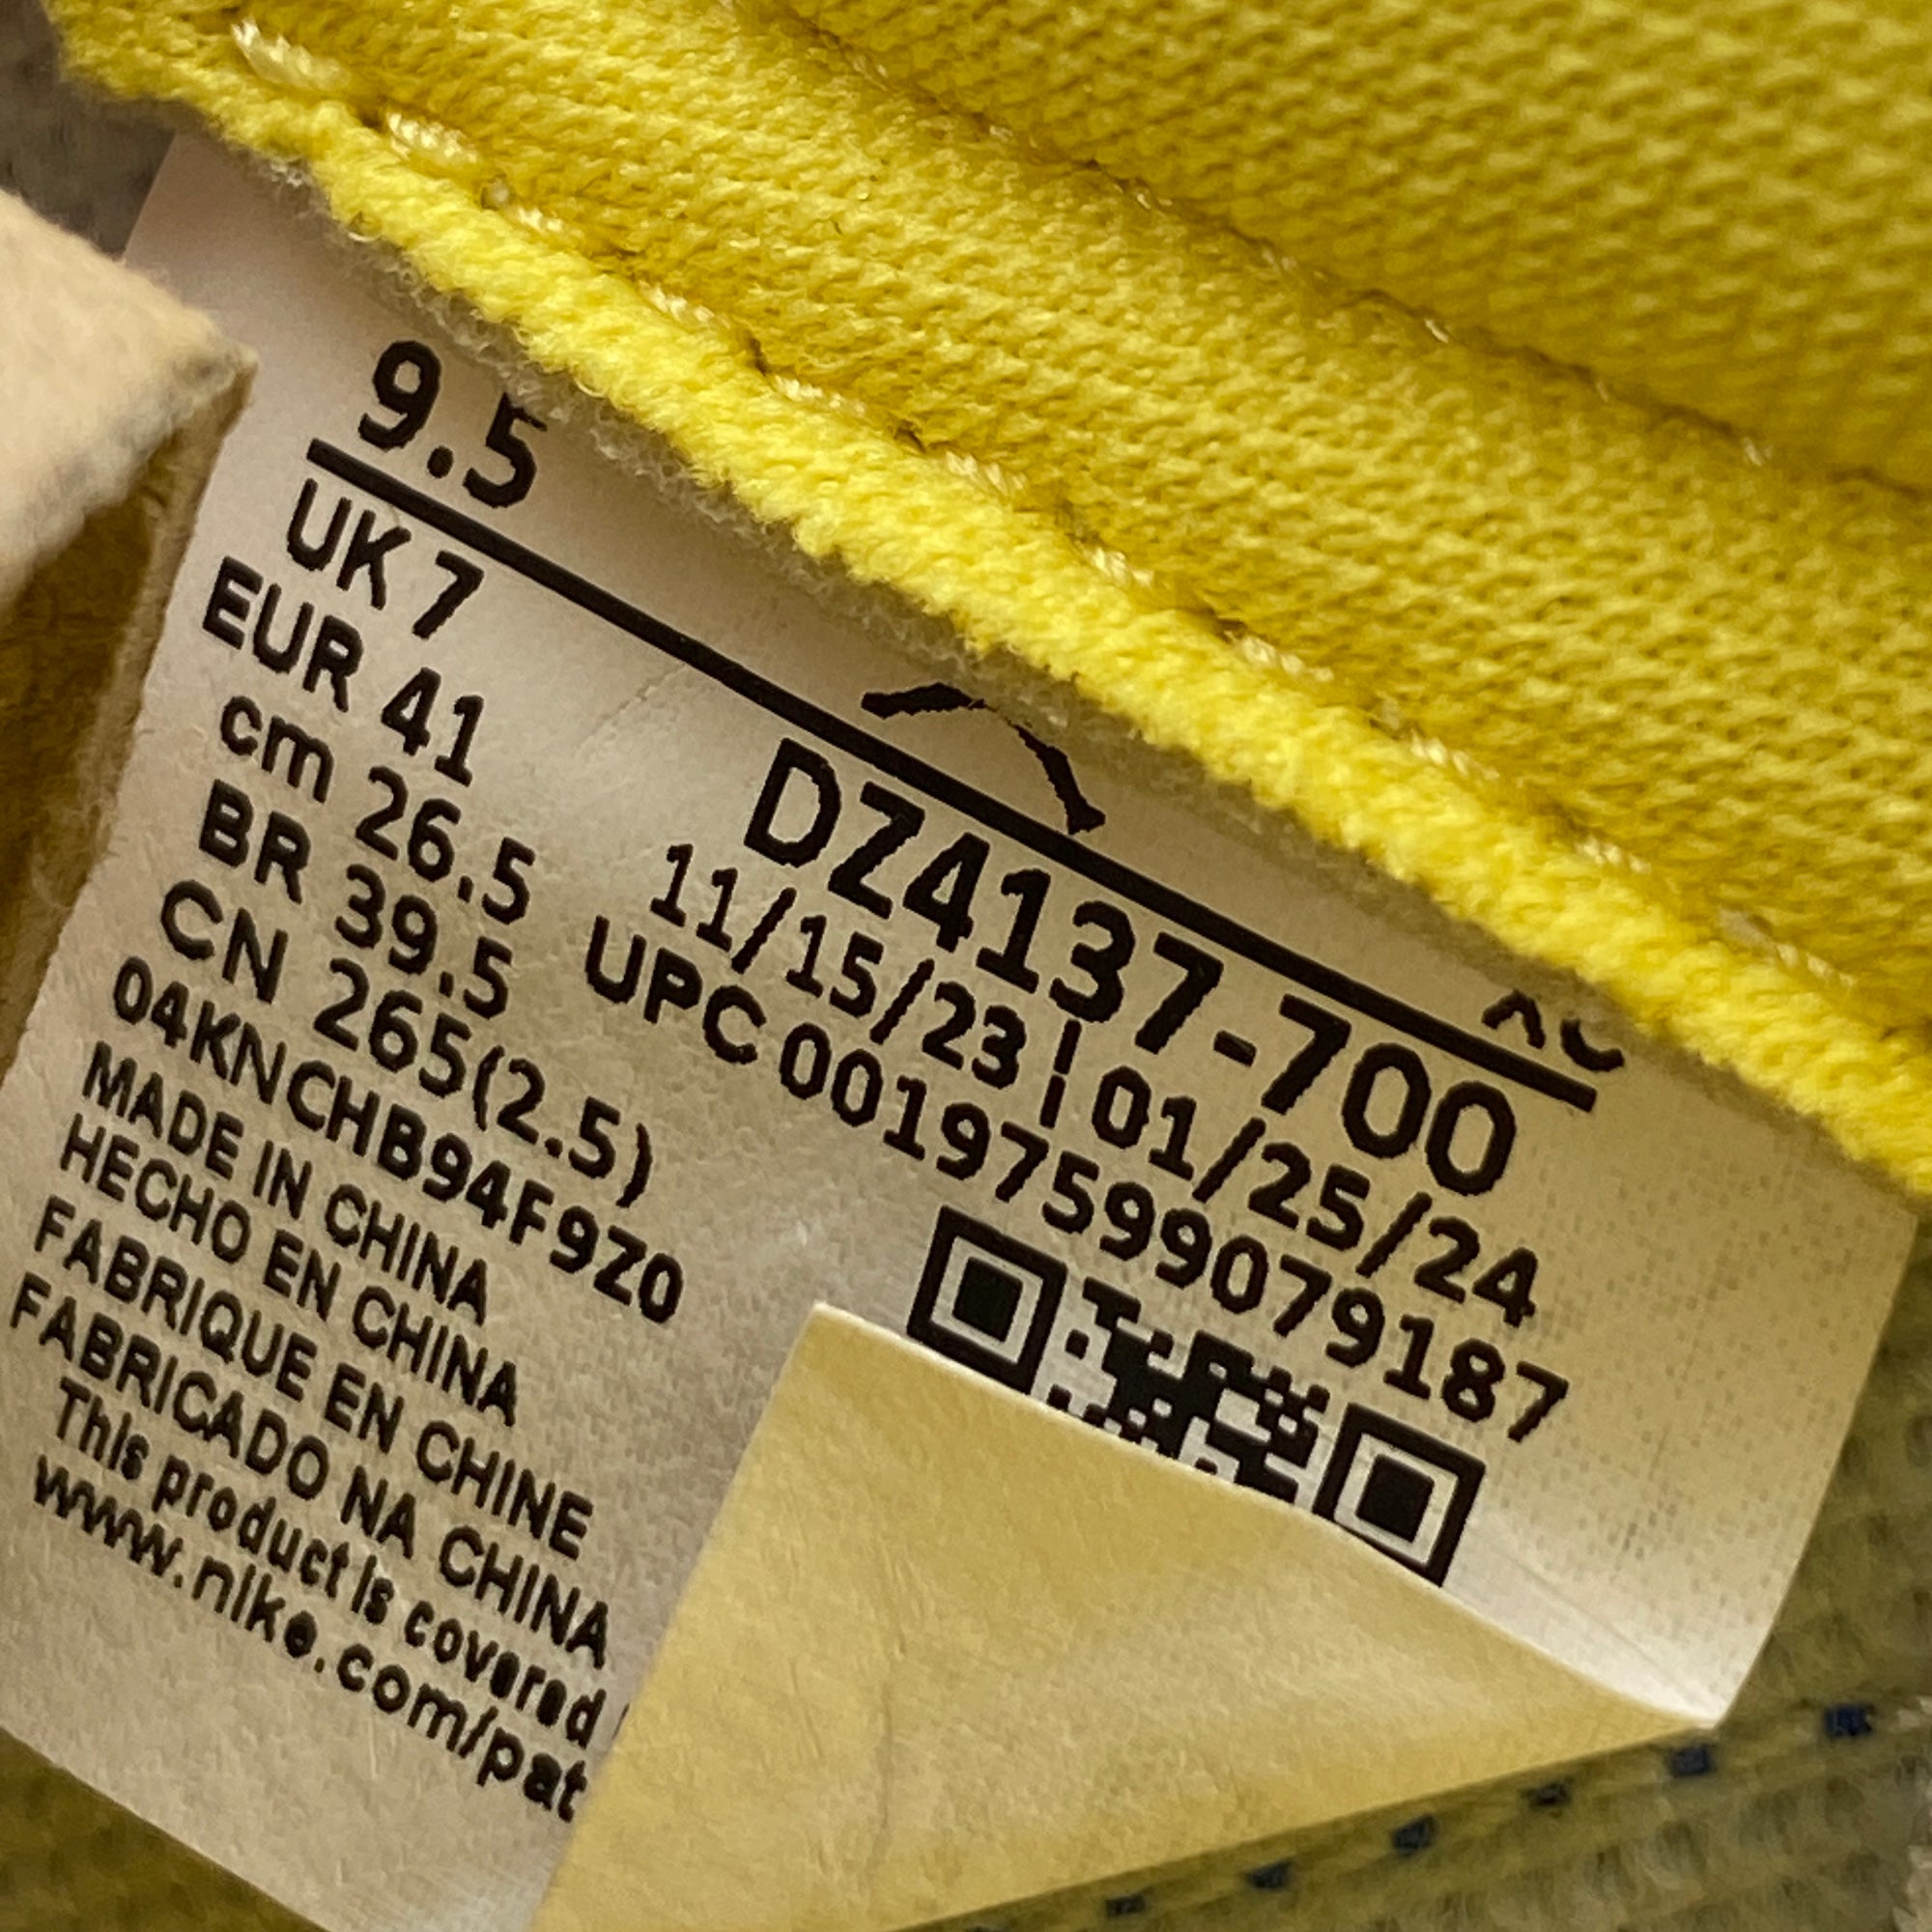 9.5
UK 7
EUR 41
cm 26.5
BR 39.5
CN 265(2.5)
04KNCHB94F9Z0
MADE IN CHINA
HECHO EN CHINA
FABRIQUE EN CHINE
FABRICADO NA CHINA
This product is covered
www.nike.com/pat
DZ4137-700
11/15/23 | 01/25/24
UPC 00197599079187